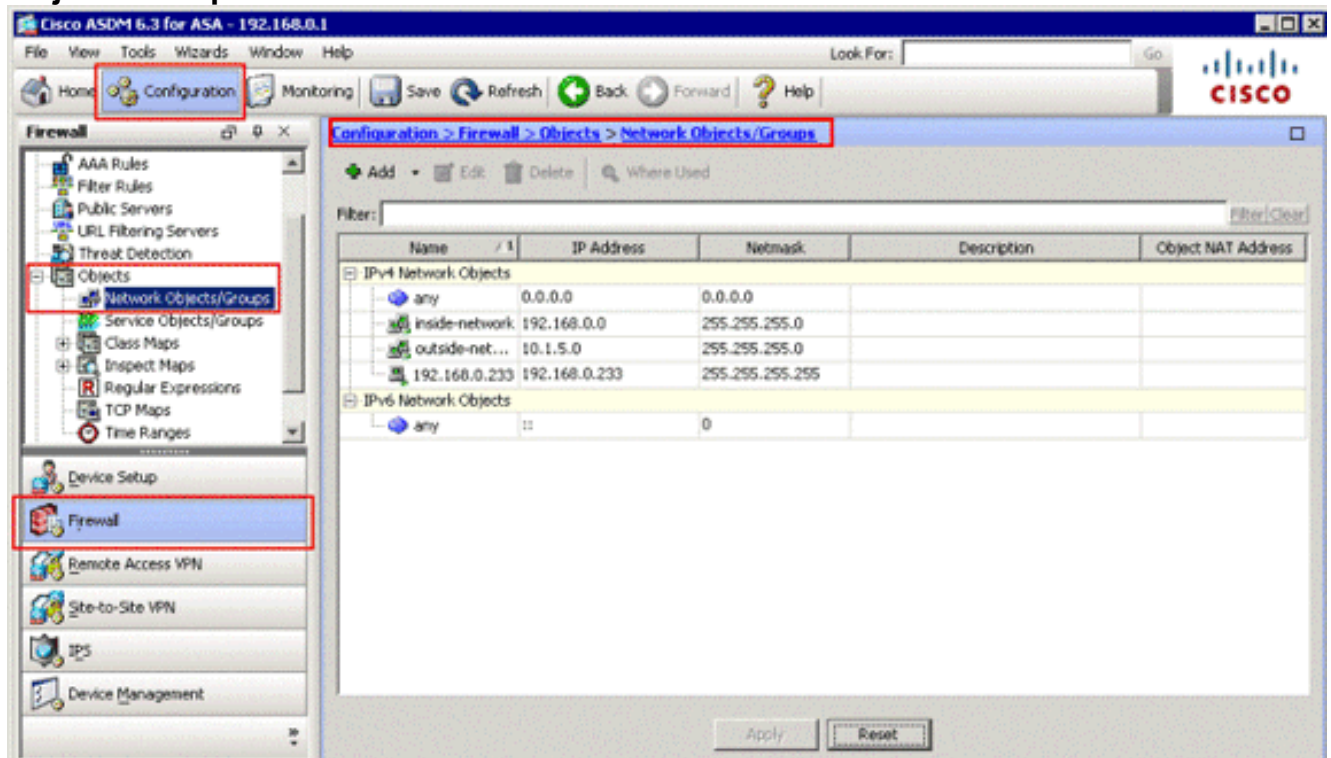 Cisco ASDM 6.3 for ASA - 192.168.0.1
File View Tools Wizards Window Help Look For: Go
Home Configuration Monitoring Save Refresh Back Forward Help
CISCO
Firewall
AAA Rules
Filter Rules
Public Servers
URL Filtering Servers
Threat Detection
Objects
Network Objects/Groups
Service Objects/Groups
Class Maps
Inspect Maps
Regular Expressions
TCP Maps
Time Ranges
Device Setup
Firewall
Remote Access VPN
Site-to-Site VPN
IPS
Device Management
Configuration > Firewall > Objects > Network Objects/Groups
Add Edit Delete Where Used
Filter: Filter Clear
Name 1 IP Address Netmask Description Object NAT Address
IPv4 Network Objects
any 0.0.0.0 0.0.0.0
inside-network 192.168.0.0 255.255.255.0
outside-net... 10.1.5.0 255.255.255.0
192.168.0.233 192.168.0.233 255.255.255.255
IPv6 Network Objects
any :: 0
Apply Reset